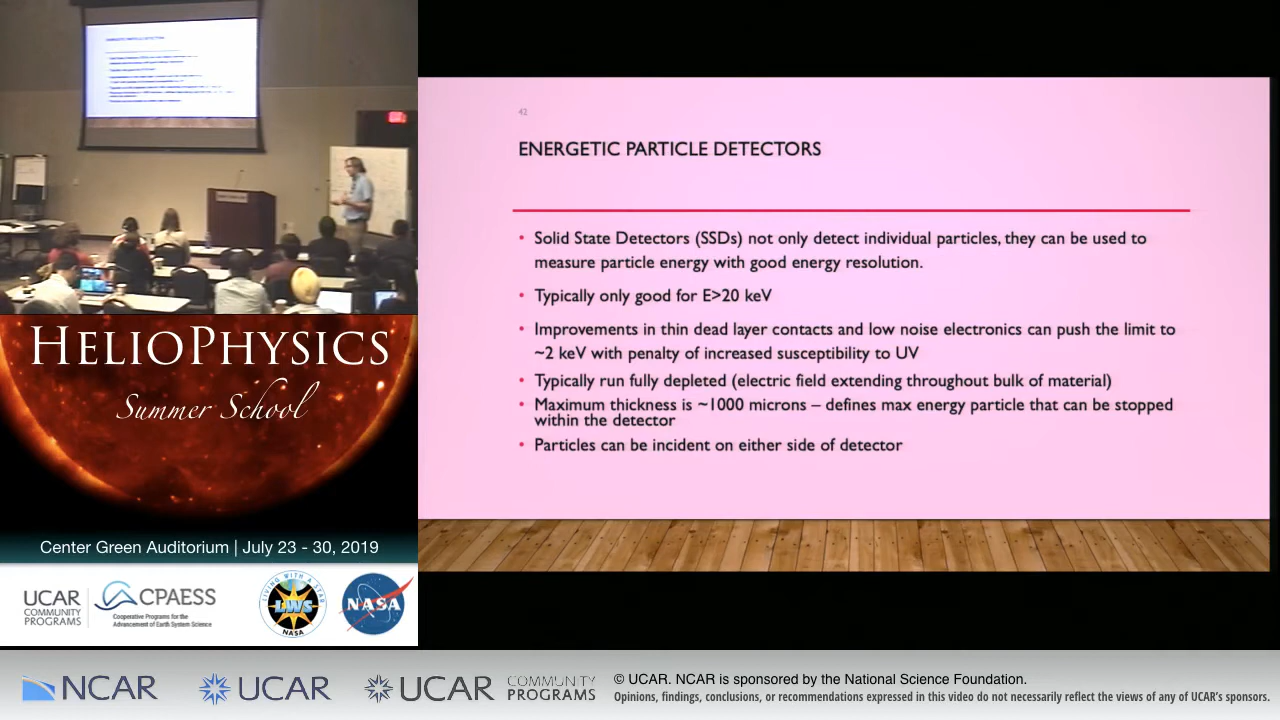 42
ENERGETIC PARTICLE DETECTORS
• Solid State Detectors (SSDs) not only detect individual particles, they can be used to
measure particle energy with good energy resolution.
• Typically only good for E>20 keV
• Improvements in thin dead layer contacts and low noise electronics can push the limit to
~2 keV with penalty of increased susceptibility to UV
• Typically run fully depleted (electric field extending throughout bulk of material)
• Maximum thickness is ~1000 microns – defines max energy particle that can be stopped
within the detector
• Particles can be incident on either side of detector
HELIOPHYSICS
Summer School
Center Green Auditorium | July 23 - 30, 2019
UCAR
COMMUNITY
PROGRAMS
CPAESS
Cooperative Programs for the
Advancement of Earth System Science
LIVING WITH A STAR
LWS
NASA
NASA
NCAR
UCAR
UCAR
COMMUNITY
PROGRAMS
© UCAR. NCAR is sponsored by the National Science Foundation.
Opinions, findings, conclusions, or recommendations expressed in this video do not necessarily reflect the views of any of UCAR's sponsors.